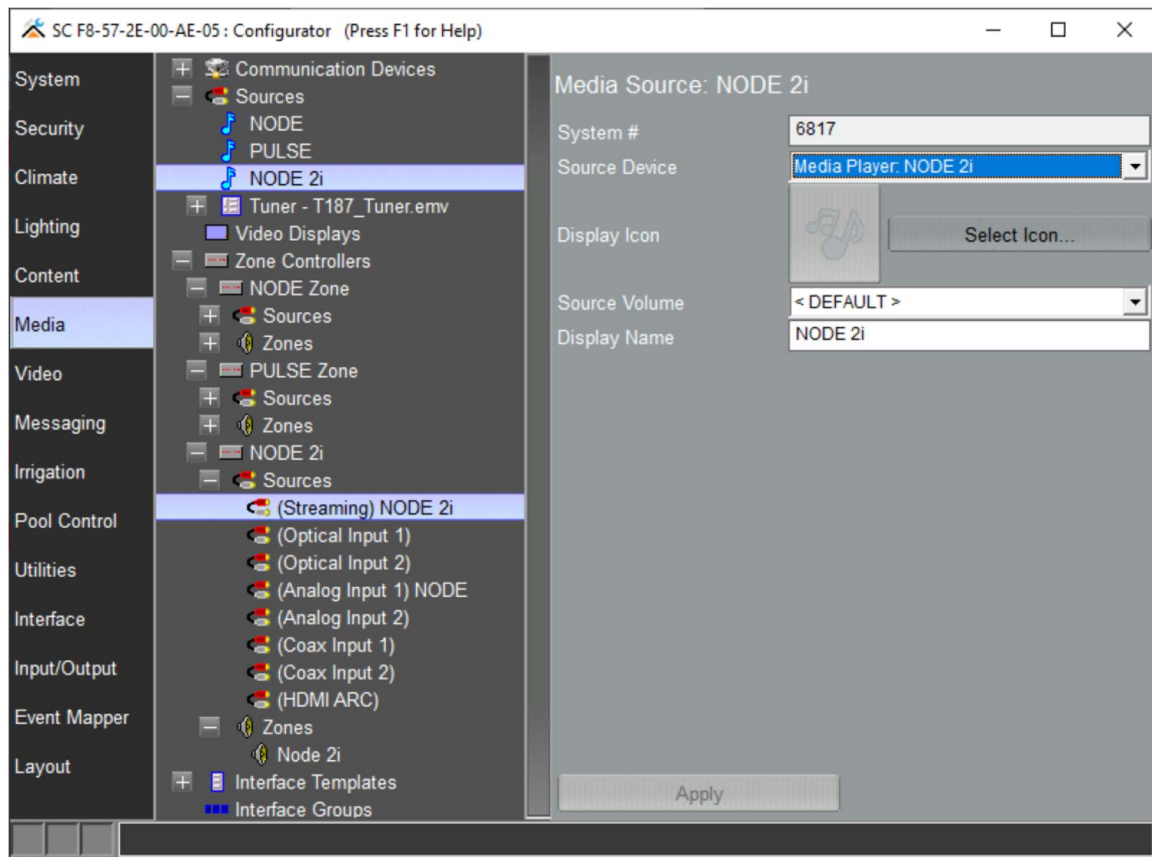 SC F8-57-2E-00-AE-05 : Configurator (Press F1 for Help)
System
Security
Climate
Lighting
Content
Media
Video
Messaging
Irrigation
Pool Control
Utilities
Interface
Input/Output
Event Mapper
Layout
Communication Devices
Sources
NODE
PULSE
NODE 2i
Tuner - T187_Tuner.emv
Video Displays
Zone Controllers
NODE Zone
Sources
Zones
PULSE Zone
Sources
Zones
NODE 2i
Sources
(Streaming) NODE 2i
(Optical Input 1)
(Optical Input 2)
(Analog Input 1) NODE
(Analog Input 2)
(Coax Input 1)
(Coax Input 2)
(HDMI ARC)
Zones
Node 2i
Interface Templates
Interface Groups
Media Source: NODE 2i
System # 6817
Source Device Media Player: NODE 2i
Display Icon Select Icon...
Source Volume < DEFAULT >
Display Name NODE 2i
Apply